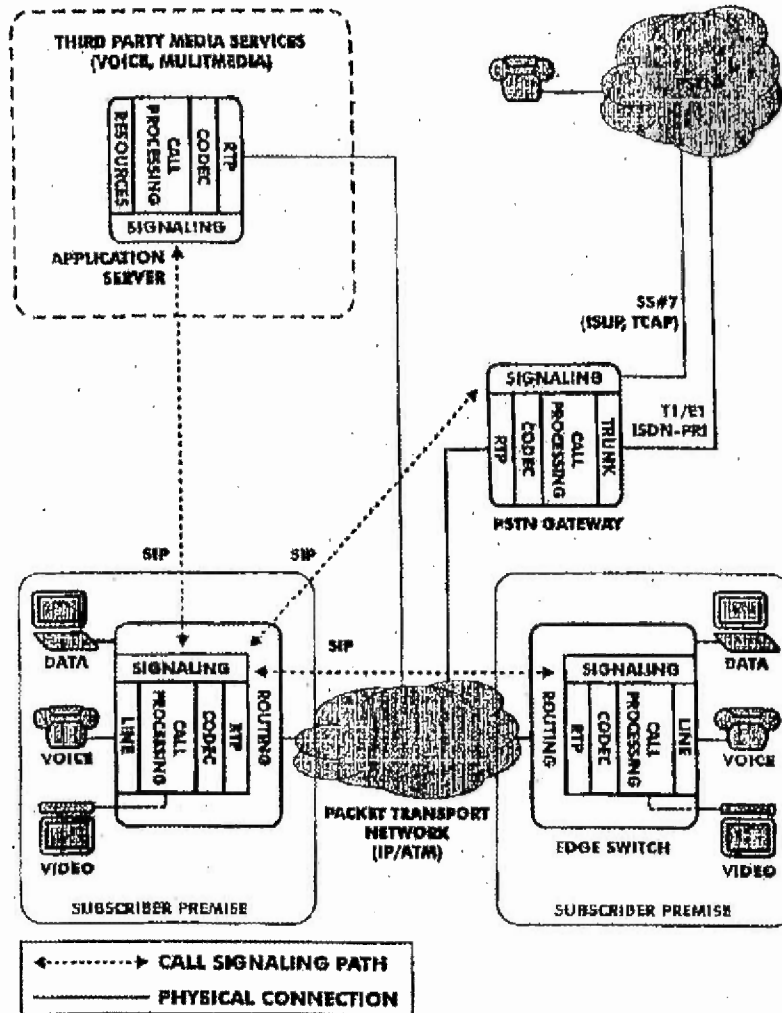 THIRD PARTY MEDIA SERVICES
(VOICE, MULITMEDIA)
RESOURCES
CALL PROCESSING
CODEC
RTP
SIGNALING
APPLICATION
SERVER
SS#7
(ISUP, TCAP)
SIGNALING
RTP
CODEC
CALL PROCESSING
TRUNK
T1/E1
ISDN-PRI
PSTN GATEWAY
SIP
SIP
SIP
DATA
VOICE
VIDEO
SIGNALING
LINE
CALL PROCESSING
CODEC
RTP
ROUTING
SUBSCRIBER PREMISE
PACKET TRANSPORT
NETWORK
(IP/ATM)
ROUTING
SIGNALING
RTP
CODEC
CALL PROCESSING
LINE
EDGE SWITCH
DATA
VOICE
VIDEO
SUBSCRIBER PREMISE
CALL SIGNALING PATH
PHYSICAL CONNECTION